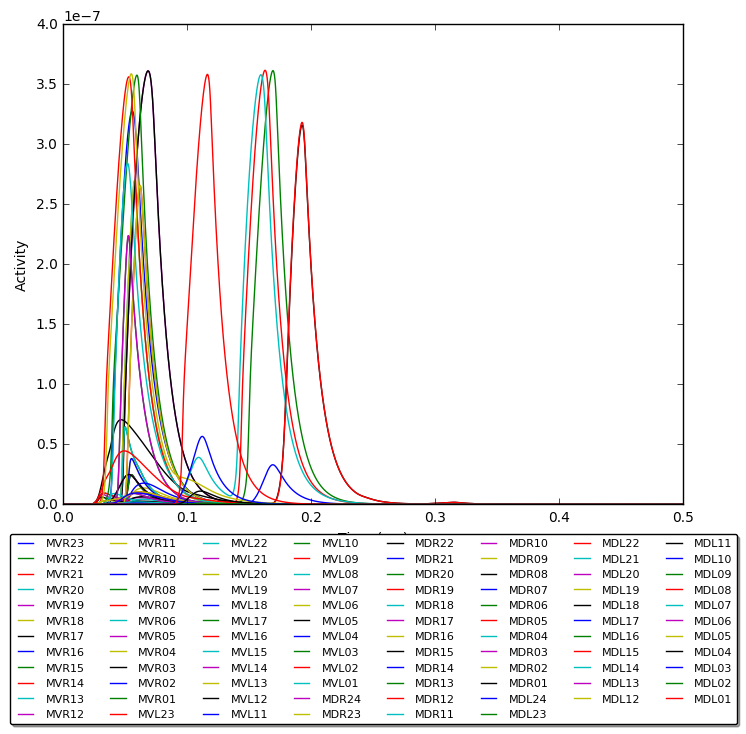 1e−7
4.0
3.5
3.0
2.5
2.0
1.5
1.0
0.5
0.0
Activity
0.0 0.1 0.2 0.3 0.4 0.5
MVR23 MVR11 MVL22 MVL10 MDR22 MDR10 MDL22 MDL11
MVR22 MVR10 MVL21 MVL09 MDR21 MDR09 MDL21 MDL10
MVR21 MVR09 MVL20 MVL08 MDR20 MDR08 MDL20 MDL09
MVR20 MVR08 MVL19 MVL07 MDR19 MDR07 MDL19 MDL08
MVR19 MVR07 MVL18 MVL06 MDR18 MDR06 MDL18 MDL07
MVR18 MVR06 MVL17 MVL05 MDR17 MDR05 MDL17 MDL06
MVR17 MVR05 MVL16 MVL04 MDR16 MDR04 MDL16 MDL05
MVR16 MVR04 MVL15 MVL03 MDR15 MDR03 MDL15 MDL04
MVR15 MVR03 MVL14 MVL02 MDR14 MDR02 MDL14 MDL03
MVR14 MVR02 MVL13 MVL01 MDR13 MDR01 MDL13 MDL02
MVR13 MVR01 MVL12 MDR24 MDR12 MDL24 MDL12 MDL01
MVR12 MVL23 MVL11 MDR23 MDR11 MDL23